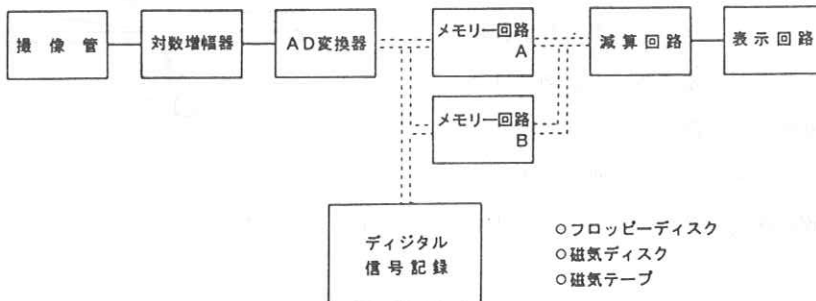 撮像管
対数増幅器
AD変換器
メモリー回路
A
減算回路
表示回路
メモリー回路
B
ディジタル
信号記録
○フロッピーディスク
○磁気ディスク
○磁気テープ